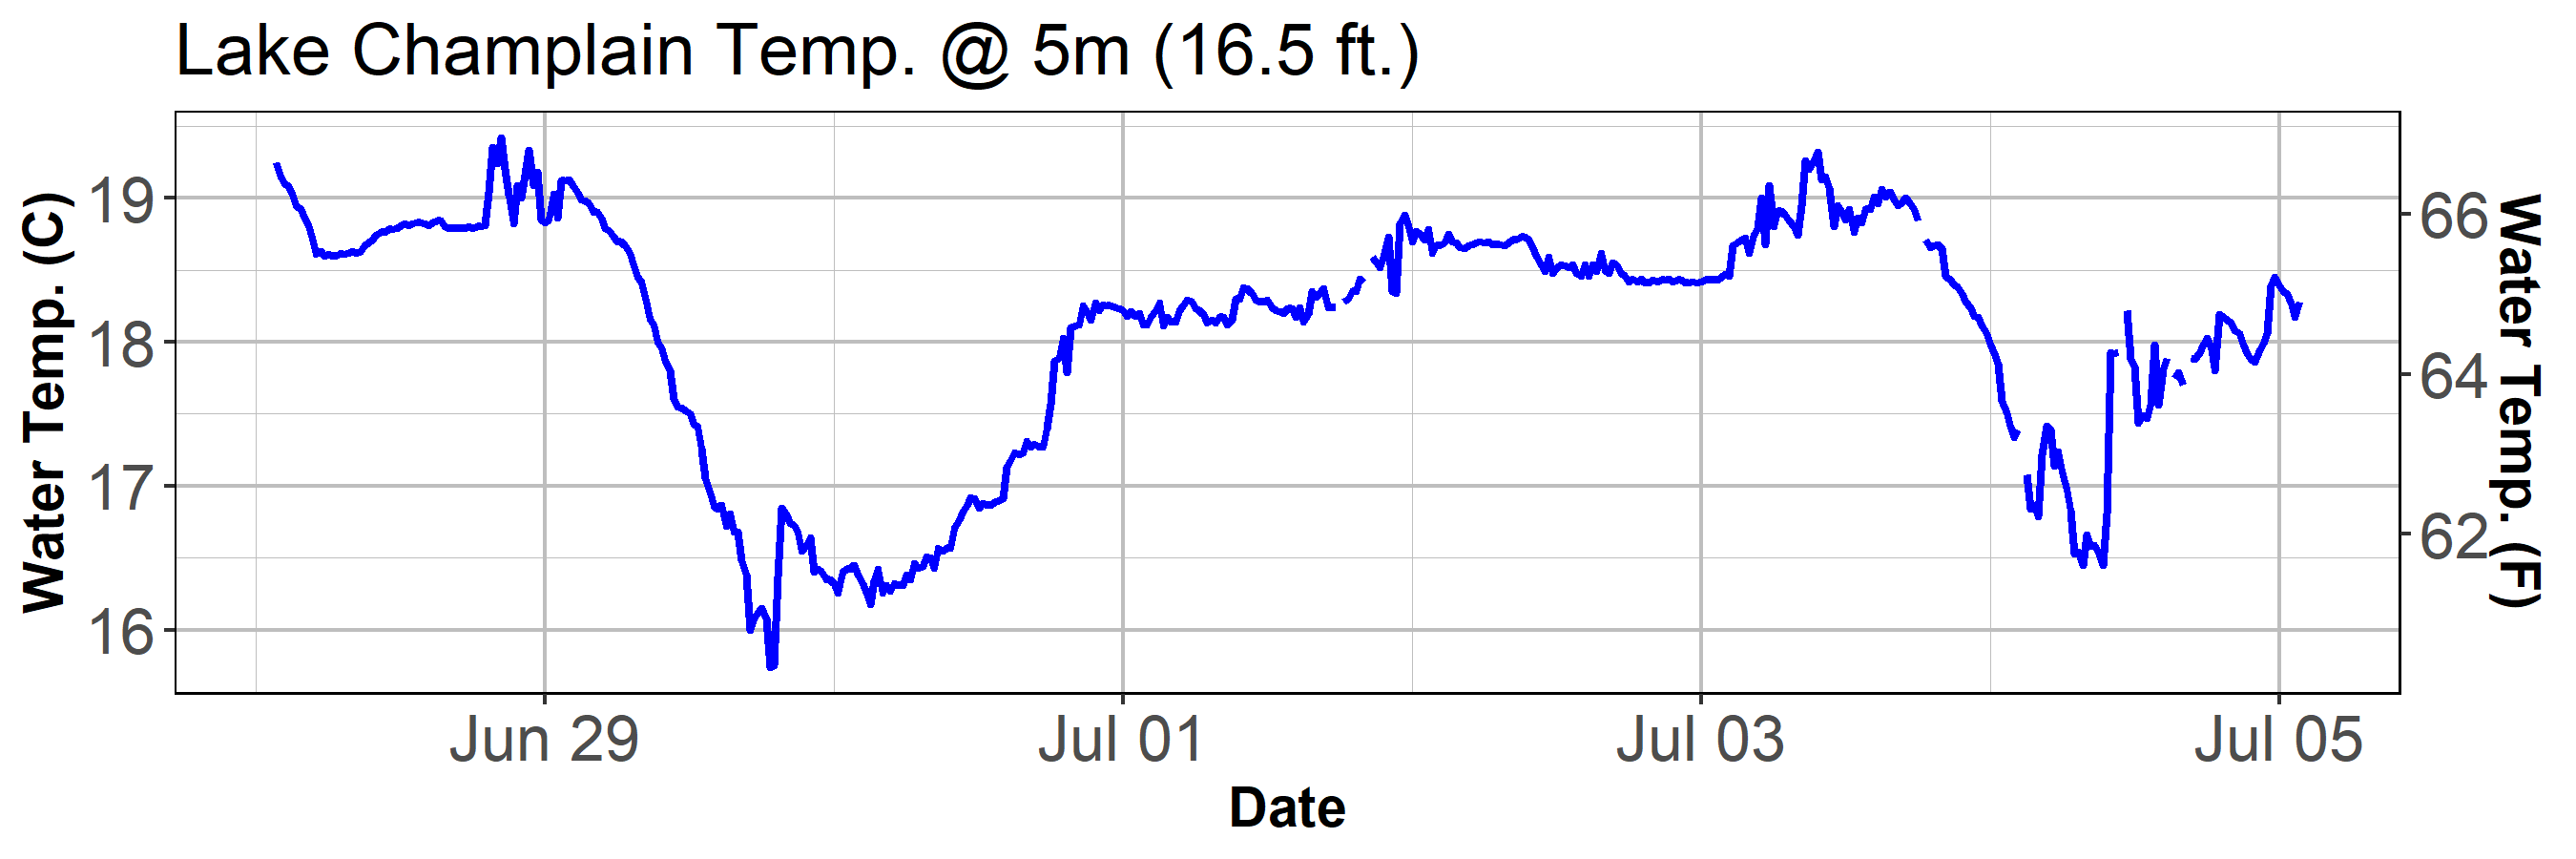 Lake Champlain Temp. @ 5m (16.5 ft.)
Water Temp. (C)
19
18
17
16
66
64
62
Water Temp. (F)
Jun 29 Jul 01 Jul 03 Jul 05
Date